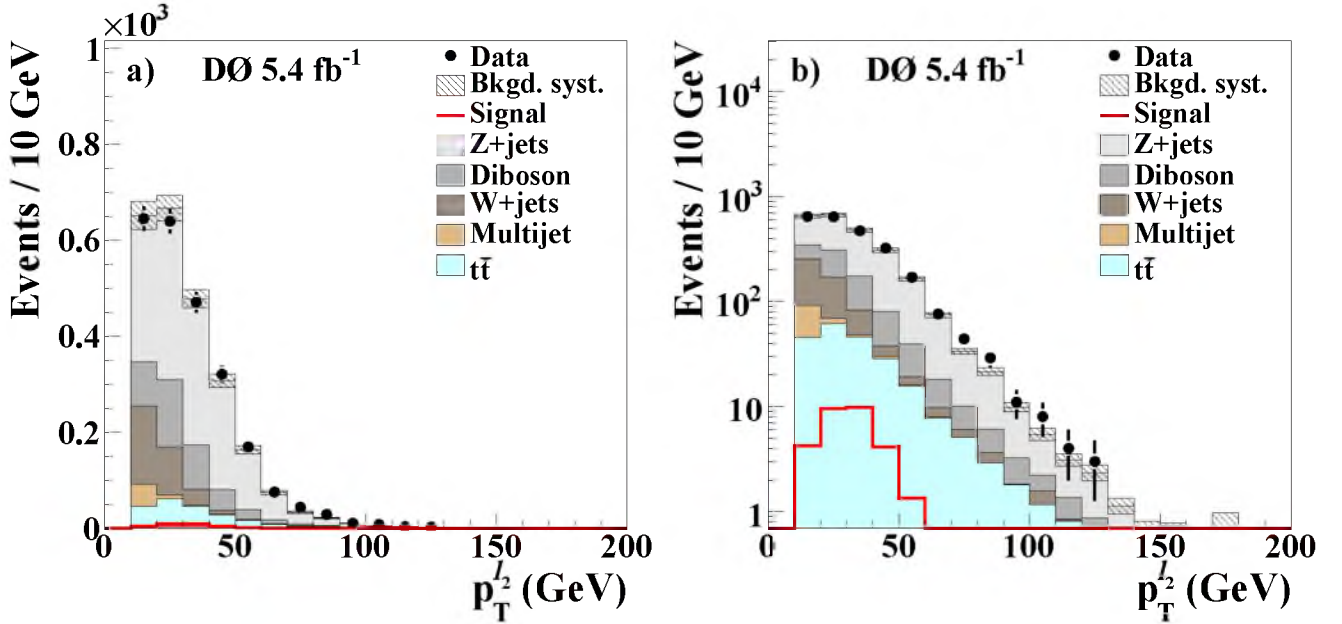 ×10³
Events / 10 GeV
1
0.8
0.6
0.4
0.2
0
a) DØ 5.4 fb⁻¹
Data
Bkgd. syst.
Signal
Z+jets
Diboson
W+jets
Multijet
tt̄
0 50 100 150 200
p_T^{l_2} (GeV)
Events / 10 GeV
10⁴
10³
10²
10
1
b) DØ 5.4 fb⁻¹
Data
Bkgd. syst.
Signal
Z+jets
Diboson
W+jets
Multijet
tt̄
0 50 100 150 200
p_T^{l_2} (GeV)